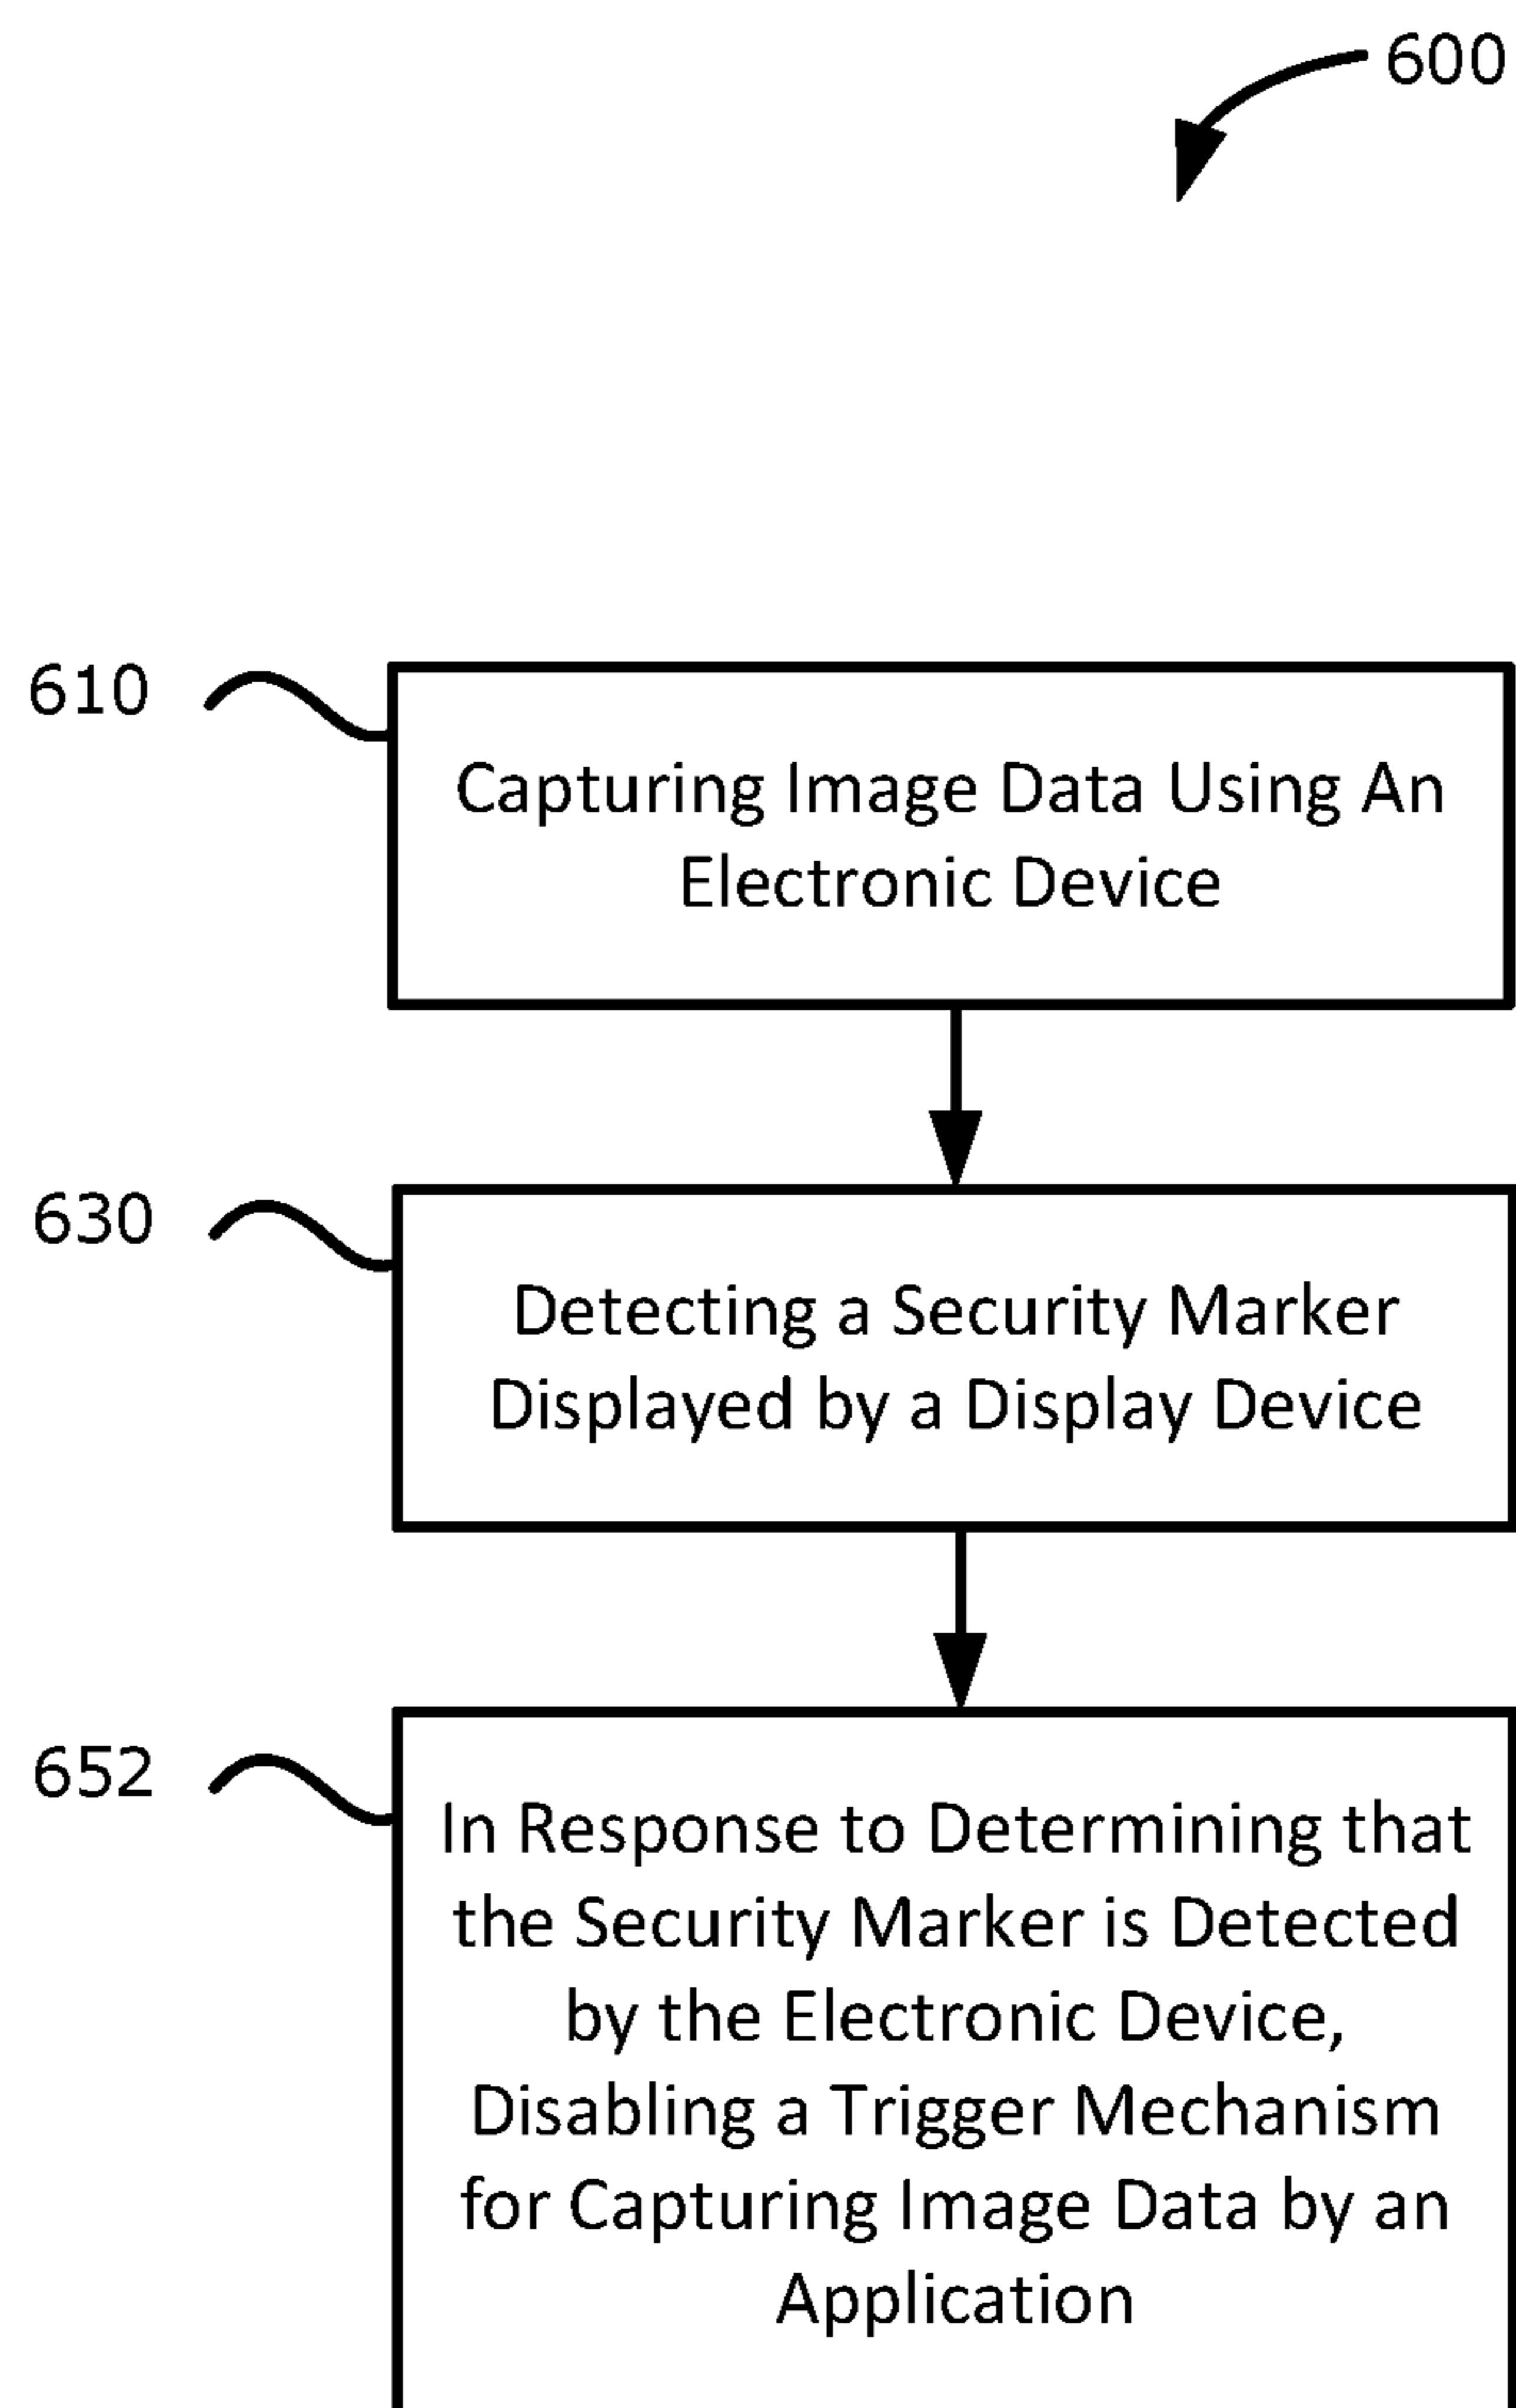 600
610
Capturing Image Data Using An
Electronic Device
630
Detecting a Security Marker
Displayed by a Display Device
652
In Response to Determining that
the Security Marker is Detected
by the Electronic Device,
Disabling a Trigger Mechanism
for Capturing Image Data by an
Application